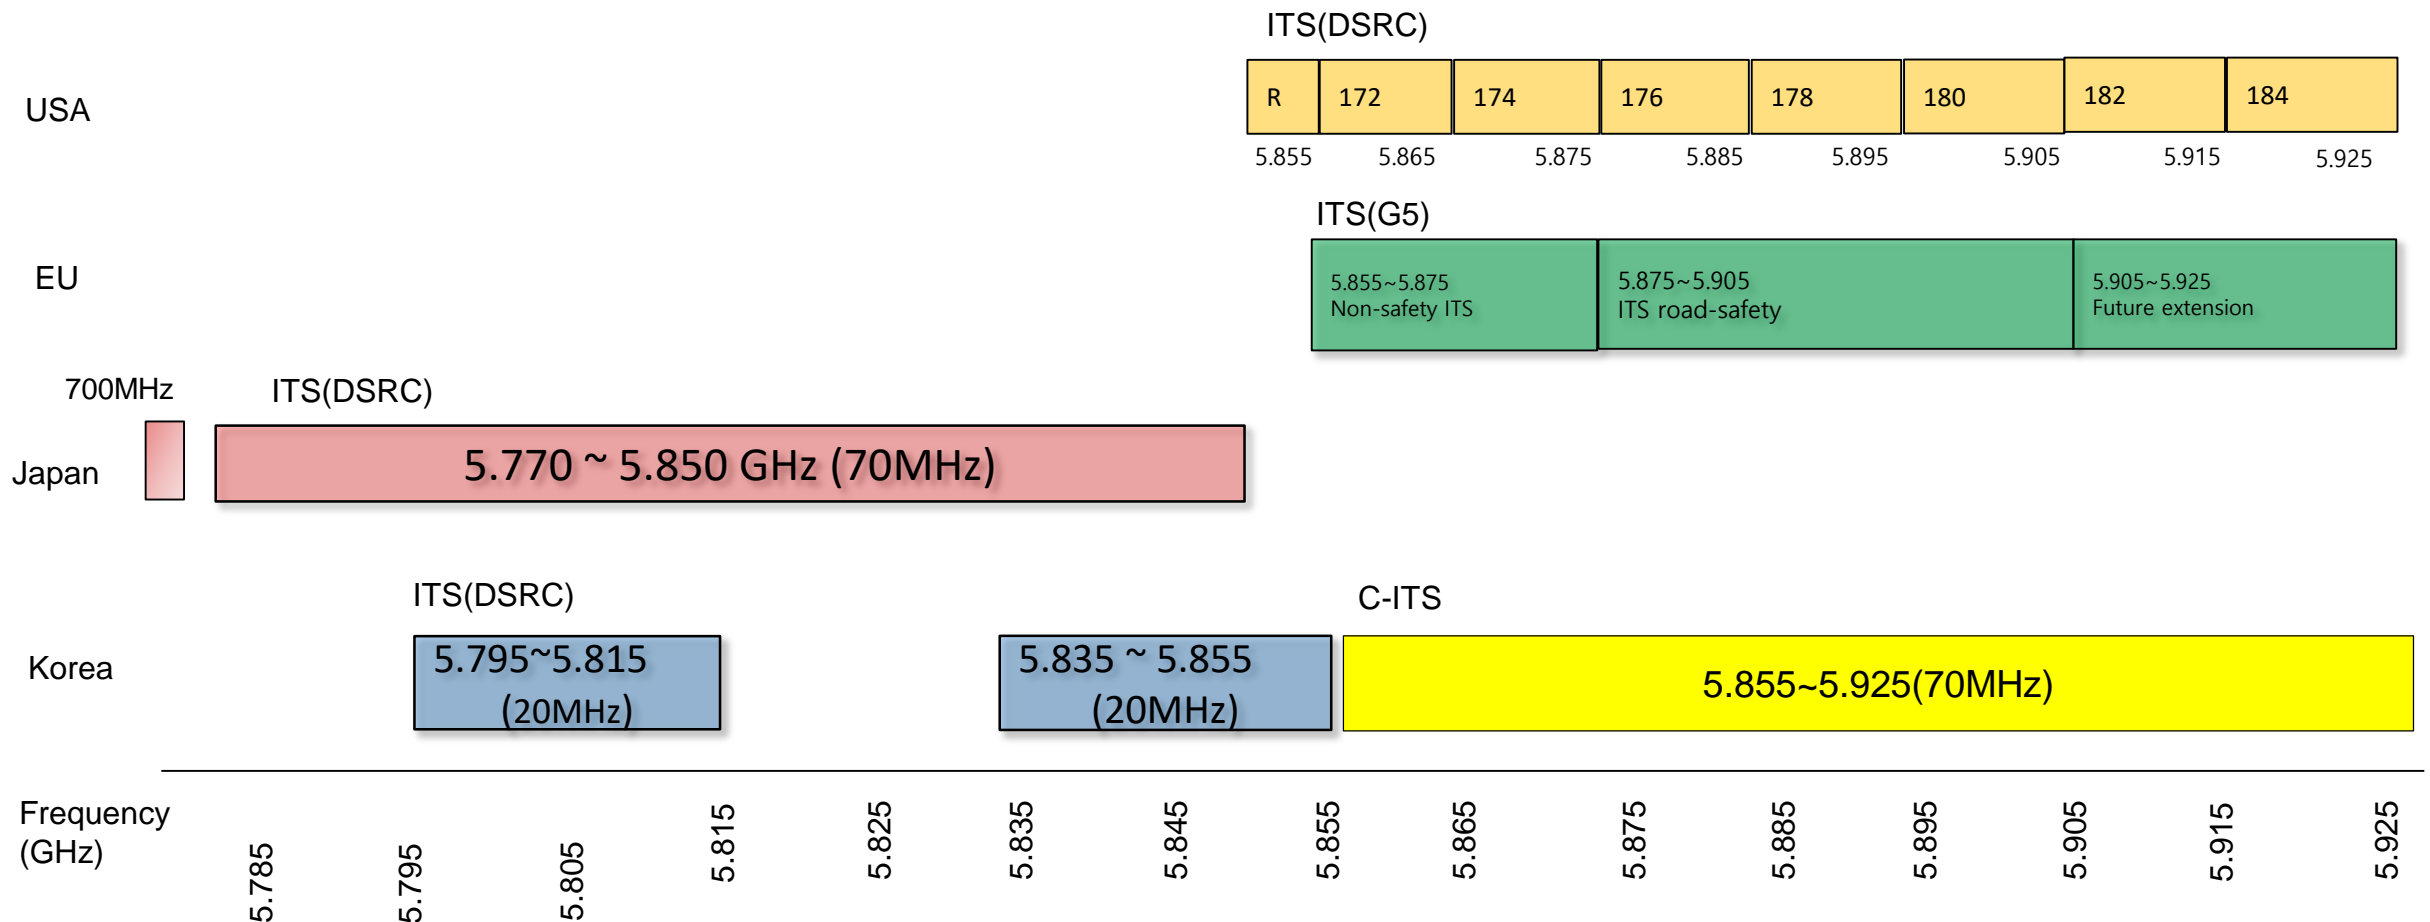 ITS(DSRC)
USA
R 172 174 176 178 180 182 184
5.855 5.865 5.875 5.885 5.895 5.905 5.915 5.925
ITS(G5)
EU
5.855~5.875
Non-safety ITS
5.875~5.905
ITS road-safety
5.905~5.925
Future extension
700MHz
ITS(DSRC)
Japan
5.770 ~ 5.850 GHz (70MHz)
ITS(DSRC)
C-ITS
Korea
5.795~5.815
(20MHz)
5.835 ~ 5.855
(20MHz)
5.855~5.925(70MHz)
Frequency
(GHz)
5.785
5.795
5.805
5.815
5.825
5.835
5.845
5.855
5.865
5.875
5.885
5.895
5.905
5.915
5.925